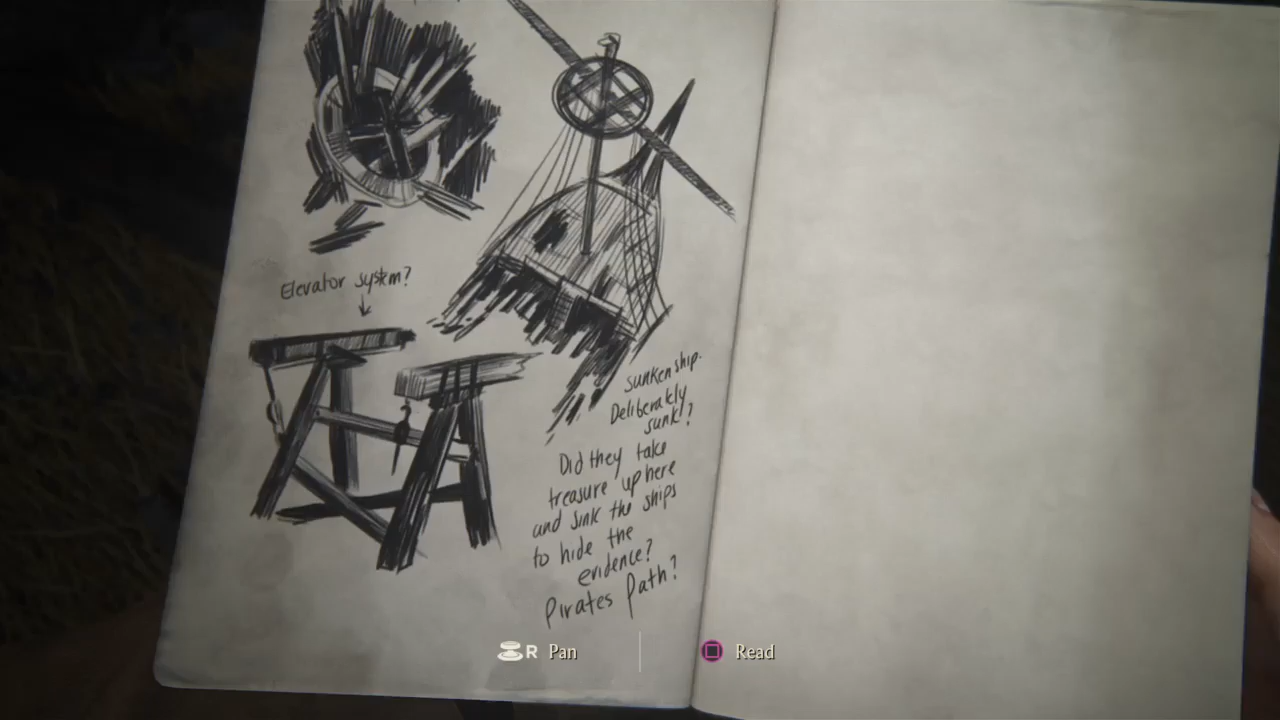 Elevator system?
sunken ship.
Deliberately
sunk!?
Did they take
treasure up here
and sink the ships
to hide the
evidence?
Pirates Path?
R Pan
Read